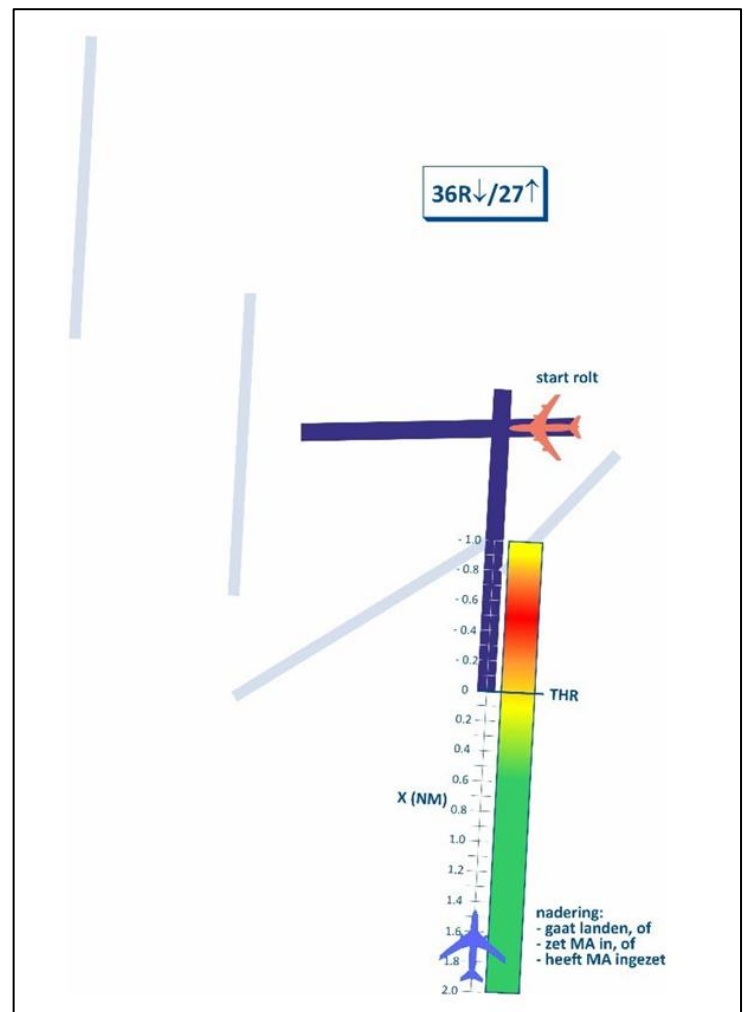 36R↓/27↑
start rolt
- 1.0
- 0.8
- 0.6
- 0.4
- 0.2
0
THR
0.2
0.4
0.6
X (NM)
0.8
1.0
1.2
1.4
nadering:
- gaat landen, of
1.6
- zet MA in, of
1.8
- heeft MA ingezet
2.0